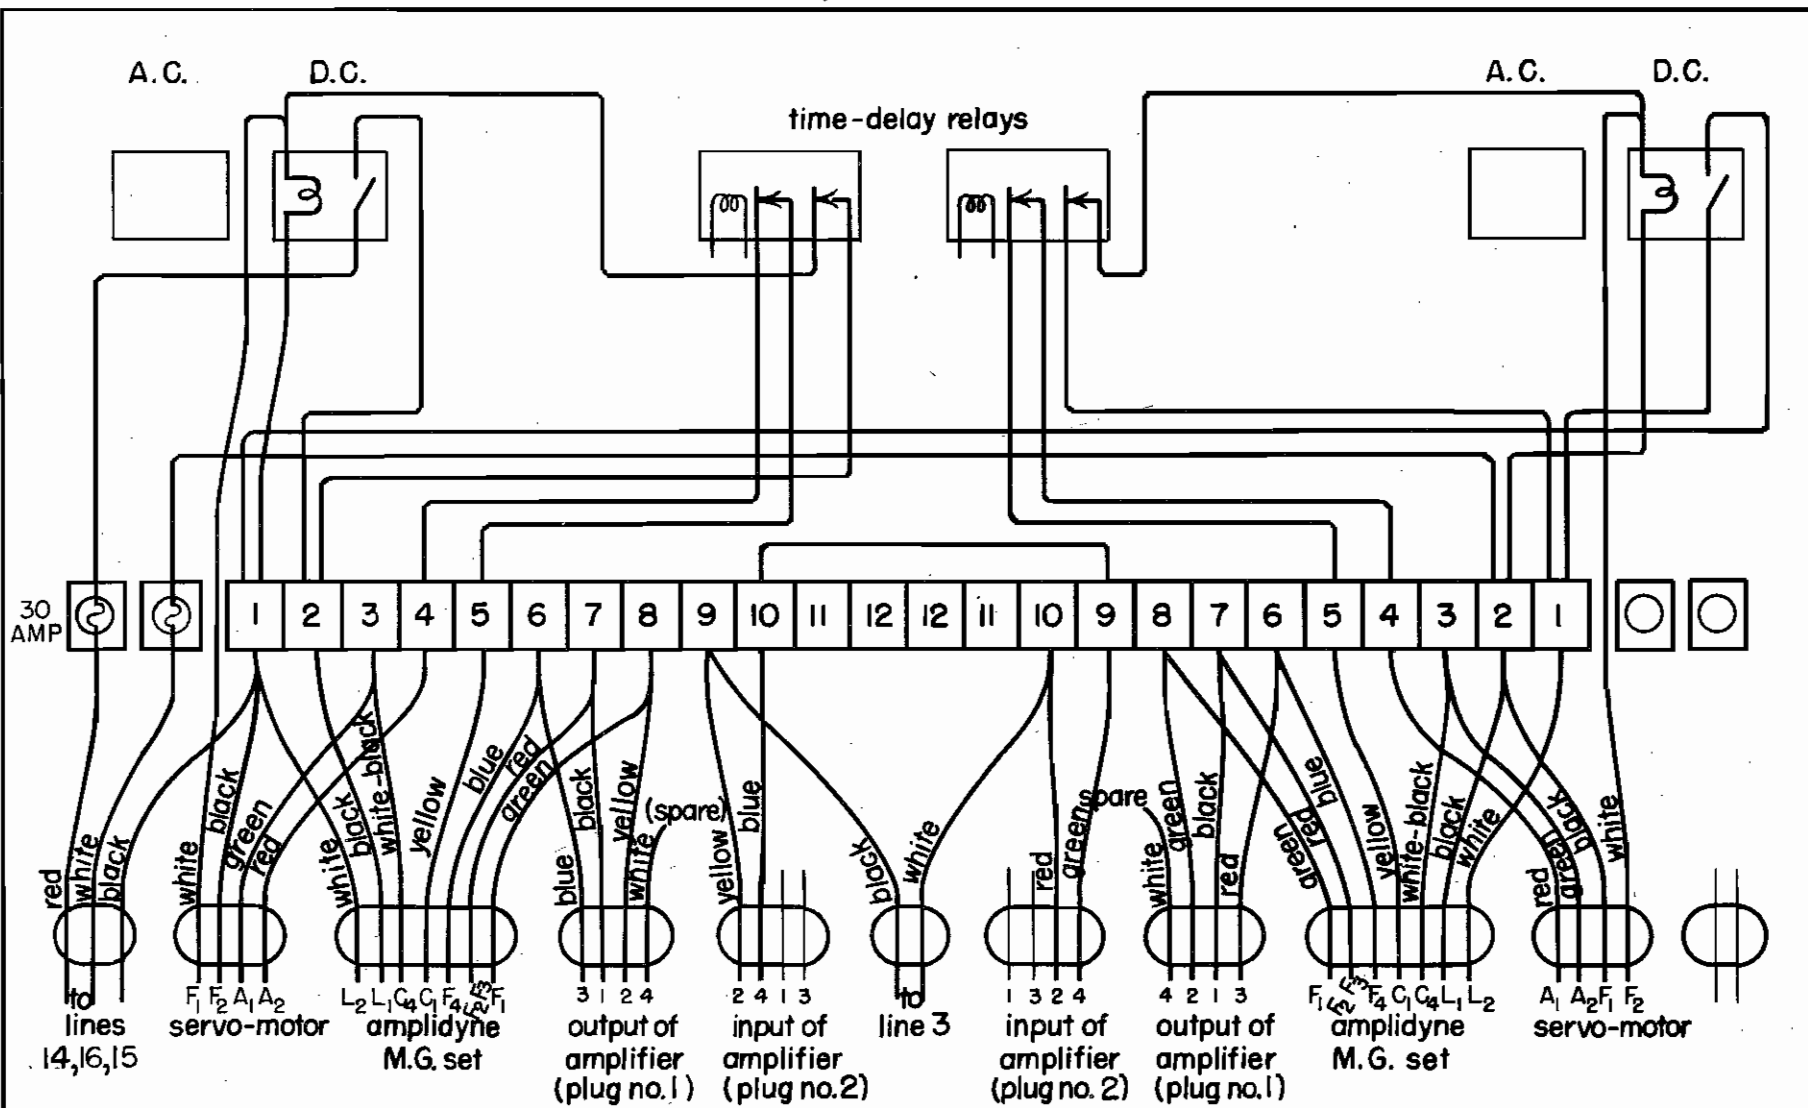 A.C. D.C. A.C. D.C.
time-delay relays
30
AMP
1 2 3 4 5 6 7 8 9 10 11 12 12 11 10 9 8 7 6 5 4 3 2 1
red
white
black
white
black
green
red
white
black
white-black
yellow
blue
red
green
blue
black
yellow
white
(spare)
yellow
blue
black
white
red
green
spare
white
green
black
red
green
red
blue
yellow
white-black
black
white
red
green
black
white
F1 F2 A1 A2
L2 L1 C4 C1 F4 F2 F3 F1
3 1 2 4
2 4 1 3
1 3 2 4
4 2 1 3
F1 F2 F3 F4 C1 C4 L1 L2
A1 A2 F1 F2
to
lines
14,16,15
servo-motor
amplidyne
M.G. set
output of
amplifier
(plug no.1)
input of
amplifier
(plug no.2)
to
line 3
input of
amplifier
(plug no. 2)
output of
amplifier
(plug no.1)
amplidyne
M.G. set
servo-motor